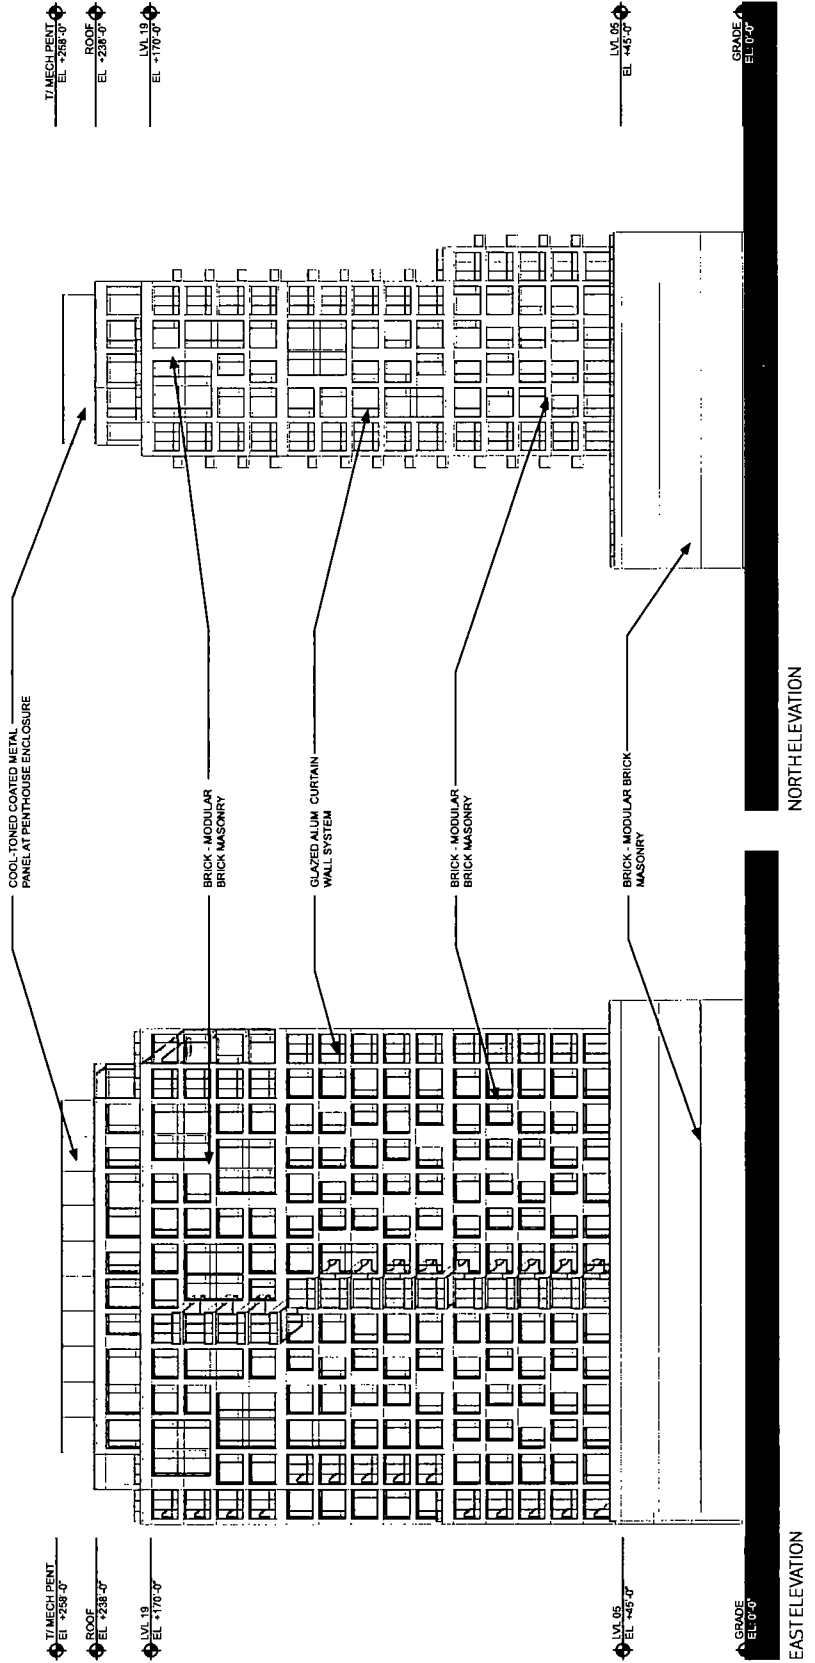 T/ MECH PENT
EL +258'-0"
ROOF
EL +238'-0"
LVL 19
EL +170'-0"
LVL 05
EL +45'-0"
GRADE
EL: 0'-0"
COOL-TONED COATED METAL
PANEL AT PENTHOUSE ENCLOSURE
BRICK - MODULAR
BRICK MASONRY
GLAZED ALUM CURTAIN
WALL SYSTEM
BRICK - MODULAR
BRICK MASONRY
BRICK - MODULAR BRICK
MASONRY
T/ MECH PENT
EL +258'-0"
ROOF
EL +238'-0"
LVL 19
EL +170'-0"
LVL 05
EL +45'-0"
GRADE
EL: 0'-0"
EAST ELEVATION
NORTH ELEVATION